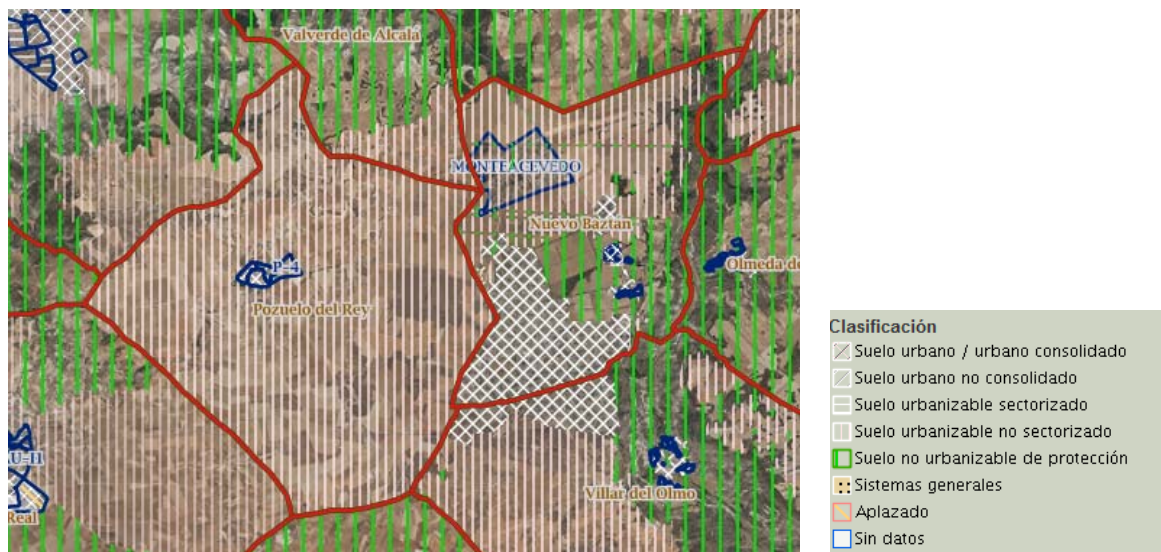 Valverde de Alcalá
MONTEACEVEDO
Nuevo Baztán
Olmeda de
P-4
Pozuelo del Rey
U-11
Real
Villar del Olmo
Clasificación
Suelo urbano / urbano consolidado
Suelo urbano no consolidado
Suelo urbanizable sectorizado
Suelo urbanizable no sectorizado
Suelo no urbanizable de protección
Sistemas generales
Aplazado
Sin datos